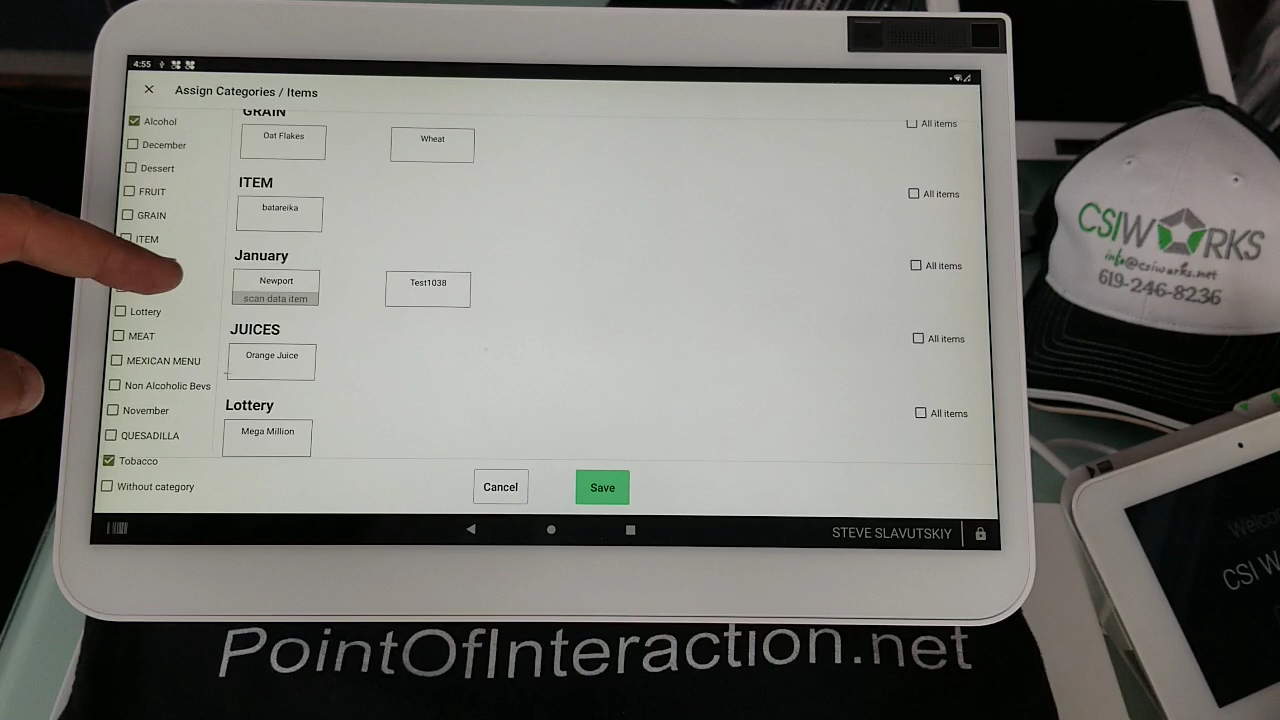 4:55
Assign Categories / Items
Alcohol
December
Dessert
FRUIT
GRAIN
ITEM
Lottery
MEAT
MEXICAN MENU
Non Alcoholic Bevs
November
QUESADILLA
Tobacco
Without category
GRAIN
All items
Oat Flakes
Wheat
ITEM
All items
batareika
January
All items
Newport
scan data item
Test1038
JUICES
All items
Orange Juice
Lottery
All items
Mega Million
Cancel
Save
STEVE SLAVUTSKIY
PointOfInteraction.net
CSIWORKS
info@csiworks.net
619-246-8236
CSI W